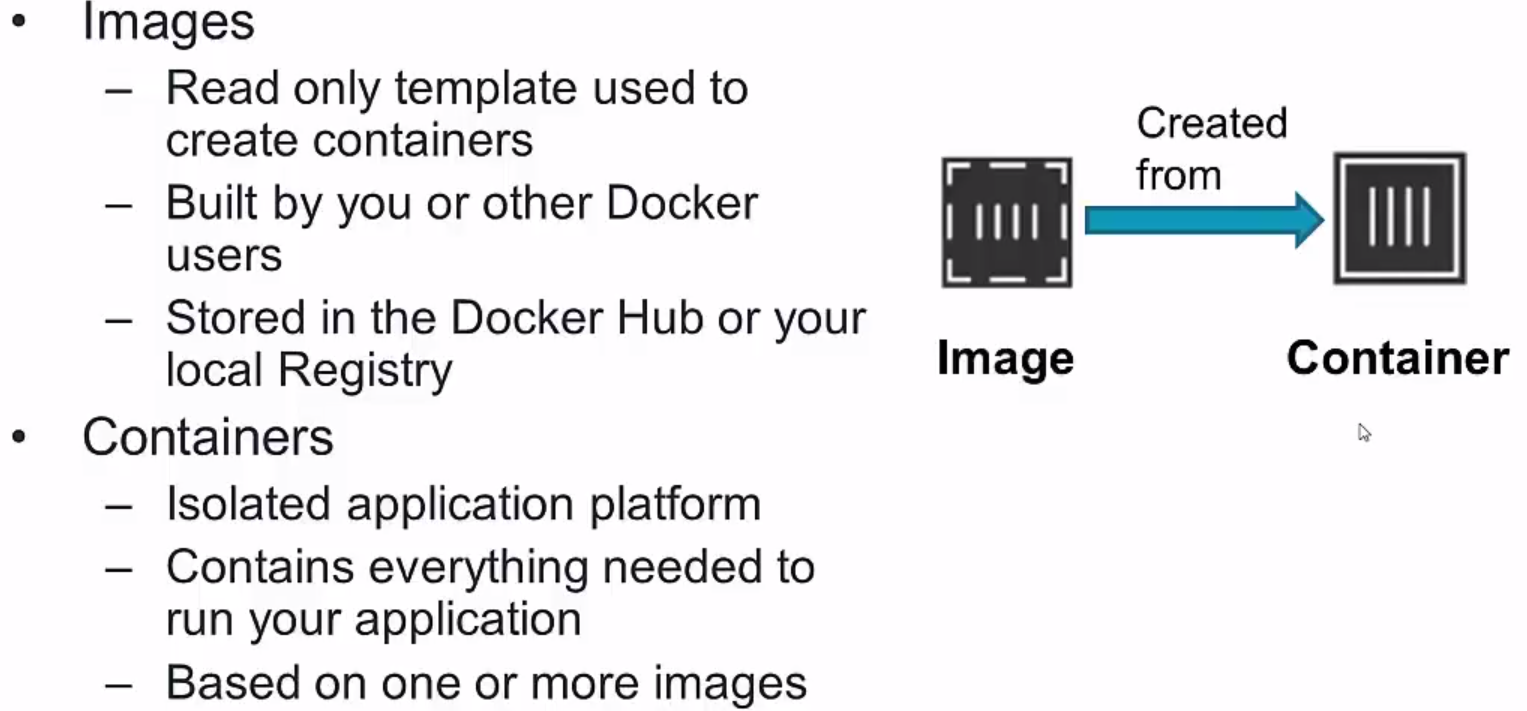 • Images
– Read only template used to
create containers
– Built by you or other Docker
users
– Stored in the Docker Hub or your
local Registry
• Containers
– Isolated application platform
– Contains everything needed to
run your application
– Based on one or more images
Created
from
Image
Container